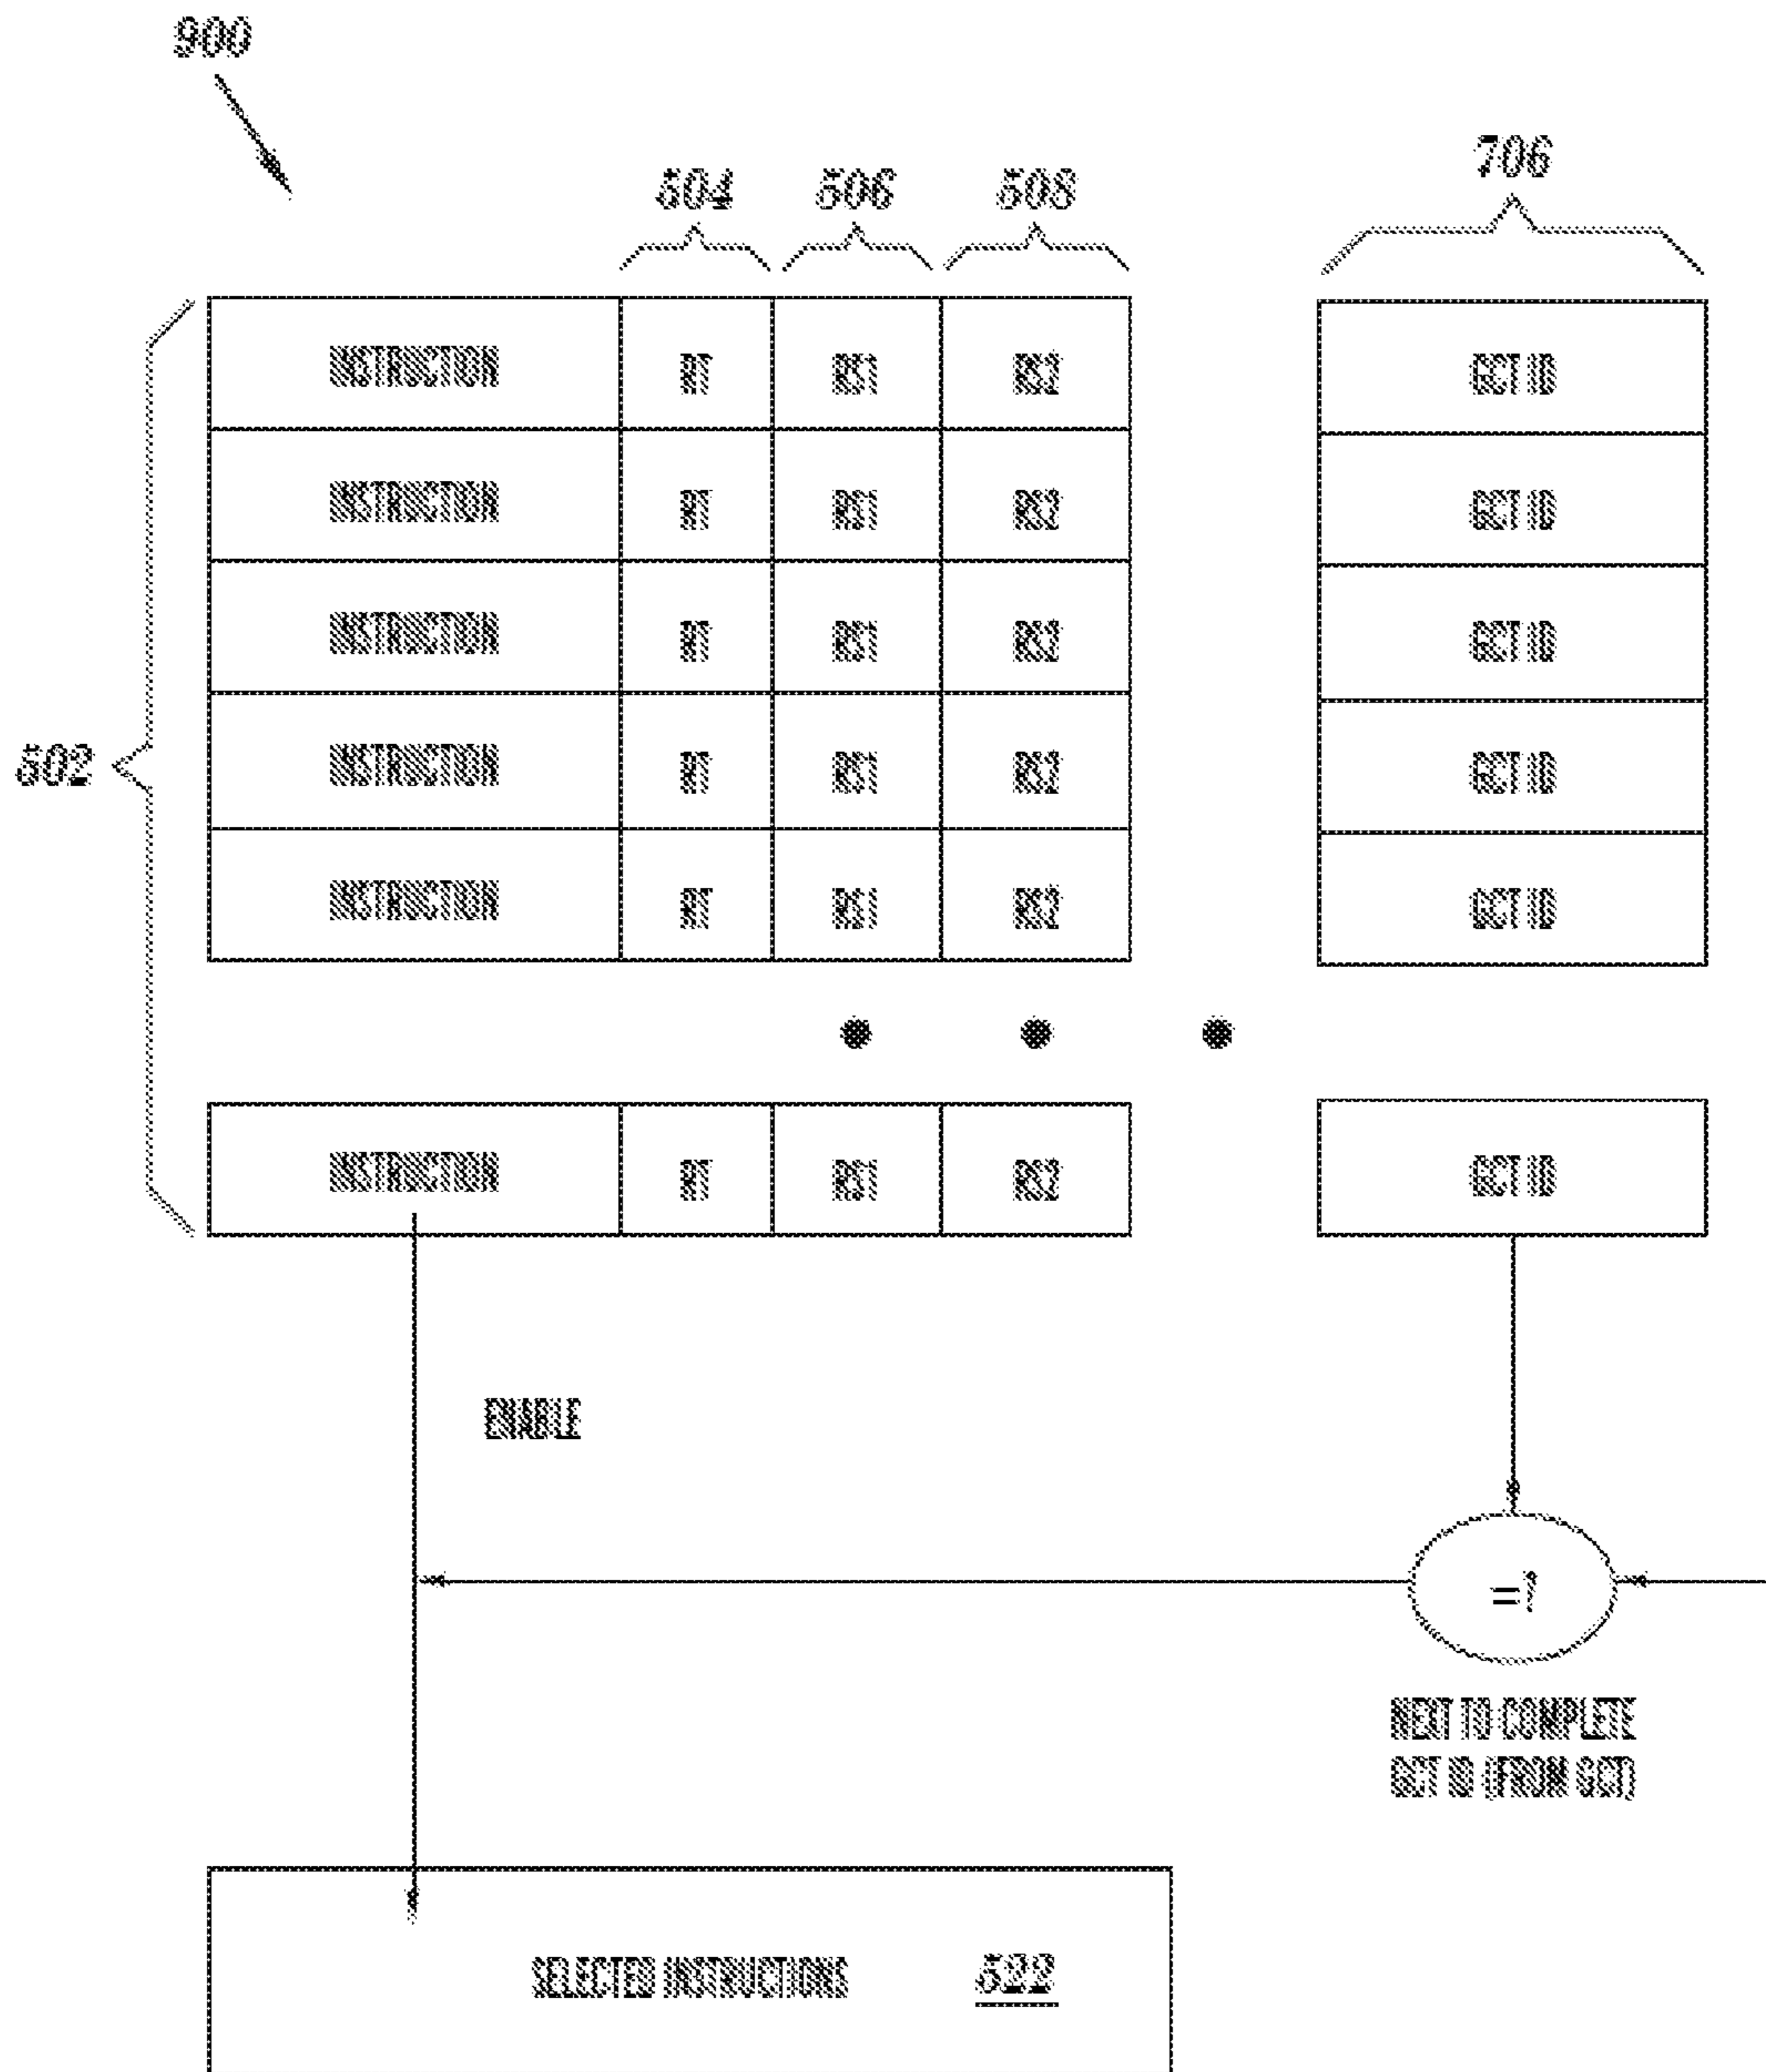 900
504 506 508 706
INSTRUCTION RT RS1 RS2 GCT ID
INSTRUCTION RT RS1 RS2 GCT ID
INSTRUCTION RT RS1 RS2 GCT ID
502
INSTRUCTION RT RS1 RS2 GCT ID
INSTRUCTION RT RS1 RS2 GCT ID
INSTRUCTION RT RS1 RS2 GCT ID
ENABLE
=?
NEXT TO COMPLETE
GCT ID (FROM GCT)
SELECTED INSTRUCTIONS 522